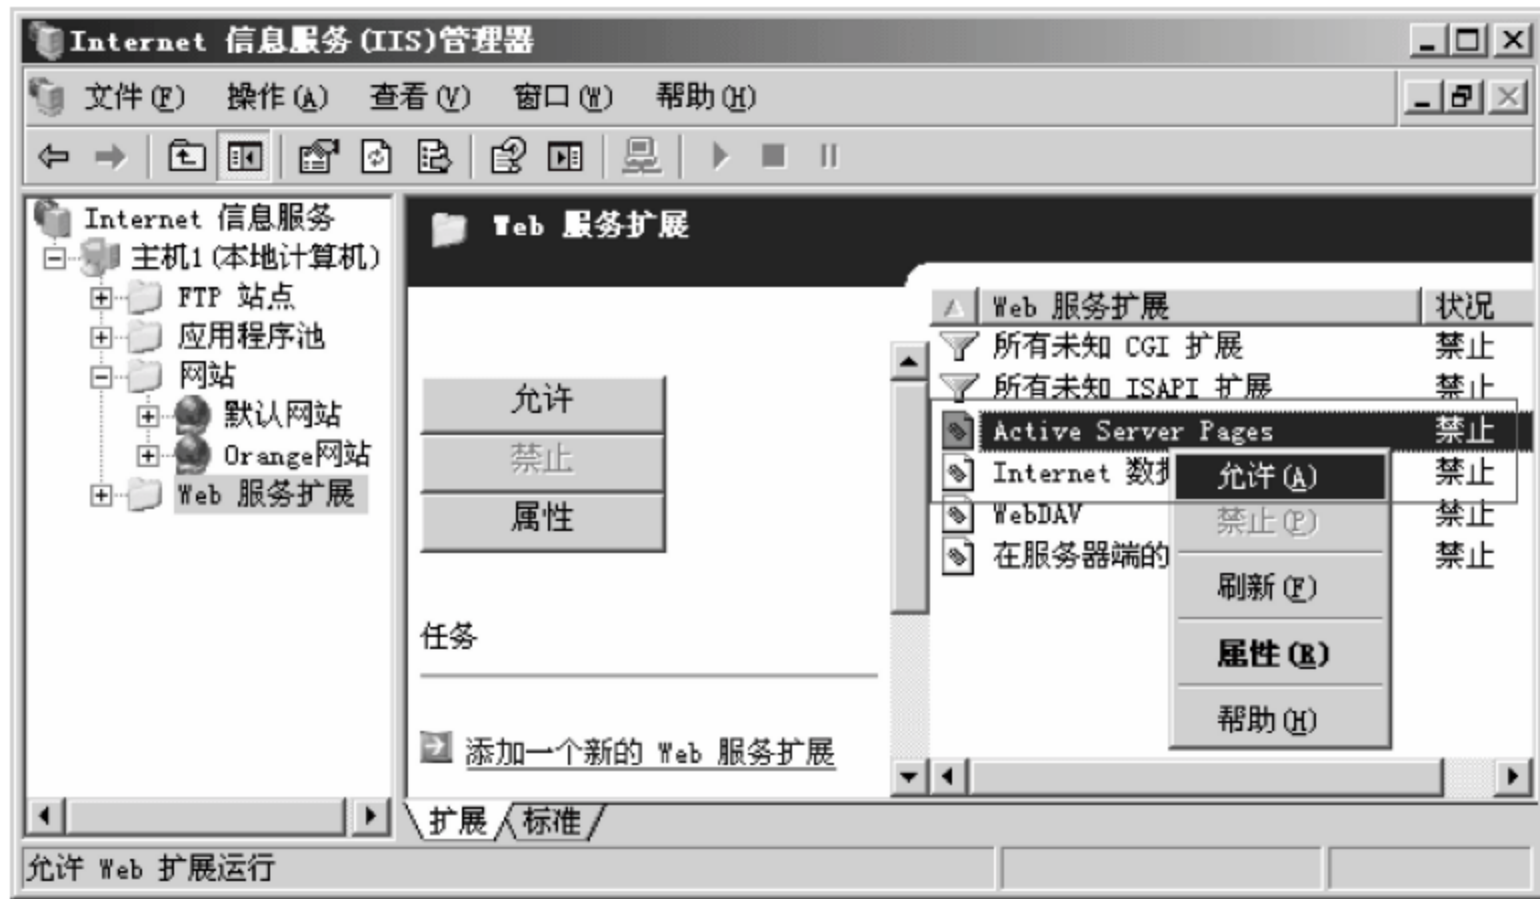 Internet 信息服务(IIS)管理器
文件(F) 操作(A) 查看(V) 窗口(W) 帮助(H)
Internet 信息服务
主机1(本地计算机)
FTP 站点
应用程序池
网站
默认网站
Orange网站
Web 服务扩展
Web 服务扩展
允许
禁止
属性
任务
添加一个新的 Web 服务扩展
Web 服务扩展 状况
所有未知 CGI 扩展 禁止
所有未知 ISAPI 扩展 禁止
Active Server Pages 禁止
Internet 数据 禁止
WebDAV 禁止
在服务器端的 禁止
允许(A)
禁止(P)
刷新(F)
属性(R)
帮助(H)
扩展 标准
允许 Web 扩展运行